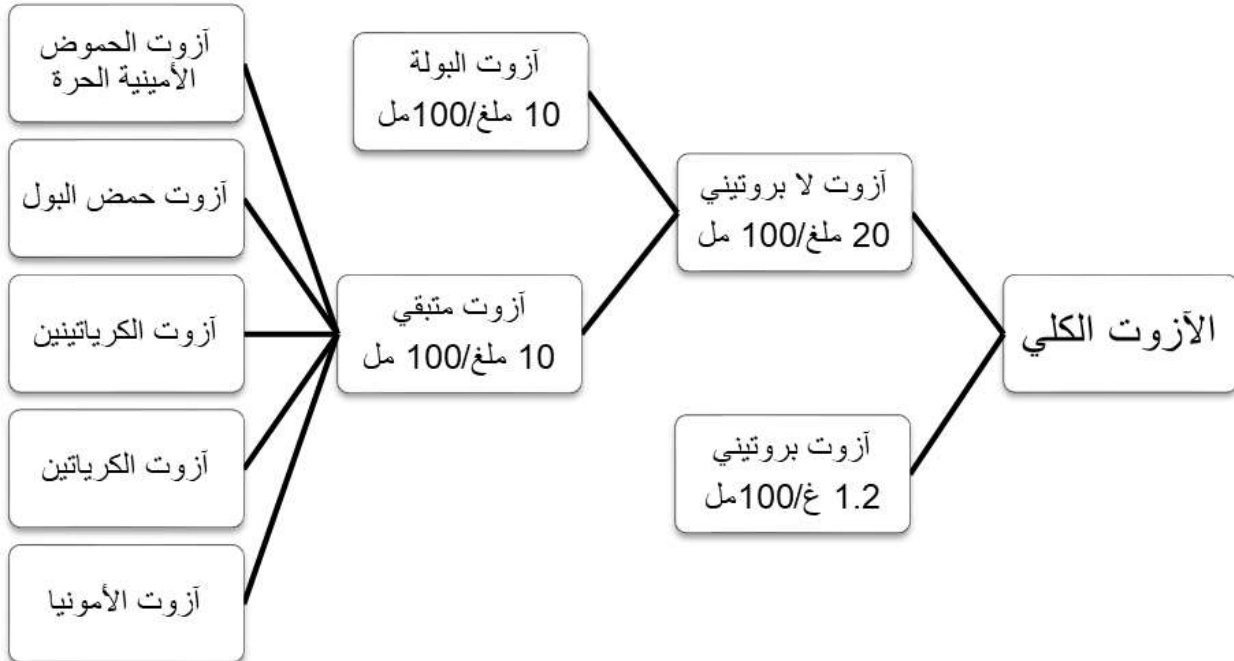 الآزوت الكلي
آزوت لا بروتيني
20 ملغ/100 مل
آزوت بروتيني
1.2 غ/100مل
آزوت البولة
10 ملغ/100مل
آزوت متبقي
10 ملغ/100 مل
آزوت الحموض
الأمينية الحرة
آزوت حمض البول
آزوت الكرياتينين
آزوت الكرياتين
آزوت الأمونيا